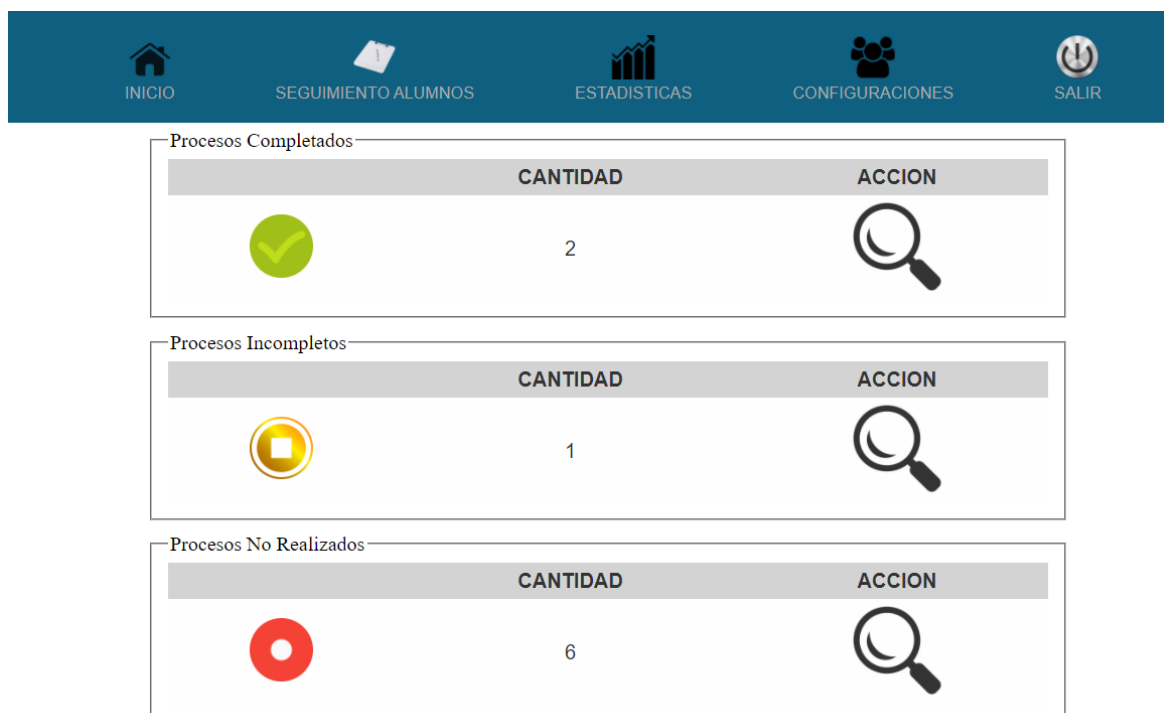 INICIO SEGUIMIENTO ALUMNOS ESTADISTICAS CONFIGURACIONES SALIR
Procesos Completados
CANTIDAD ACCION
2
Procesos Incompletos
CANTIDAD ACCION
1
Procesos No Realizados
CANTIDAD ACCION
6